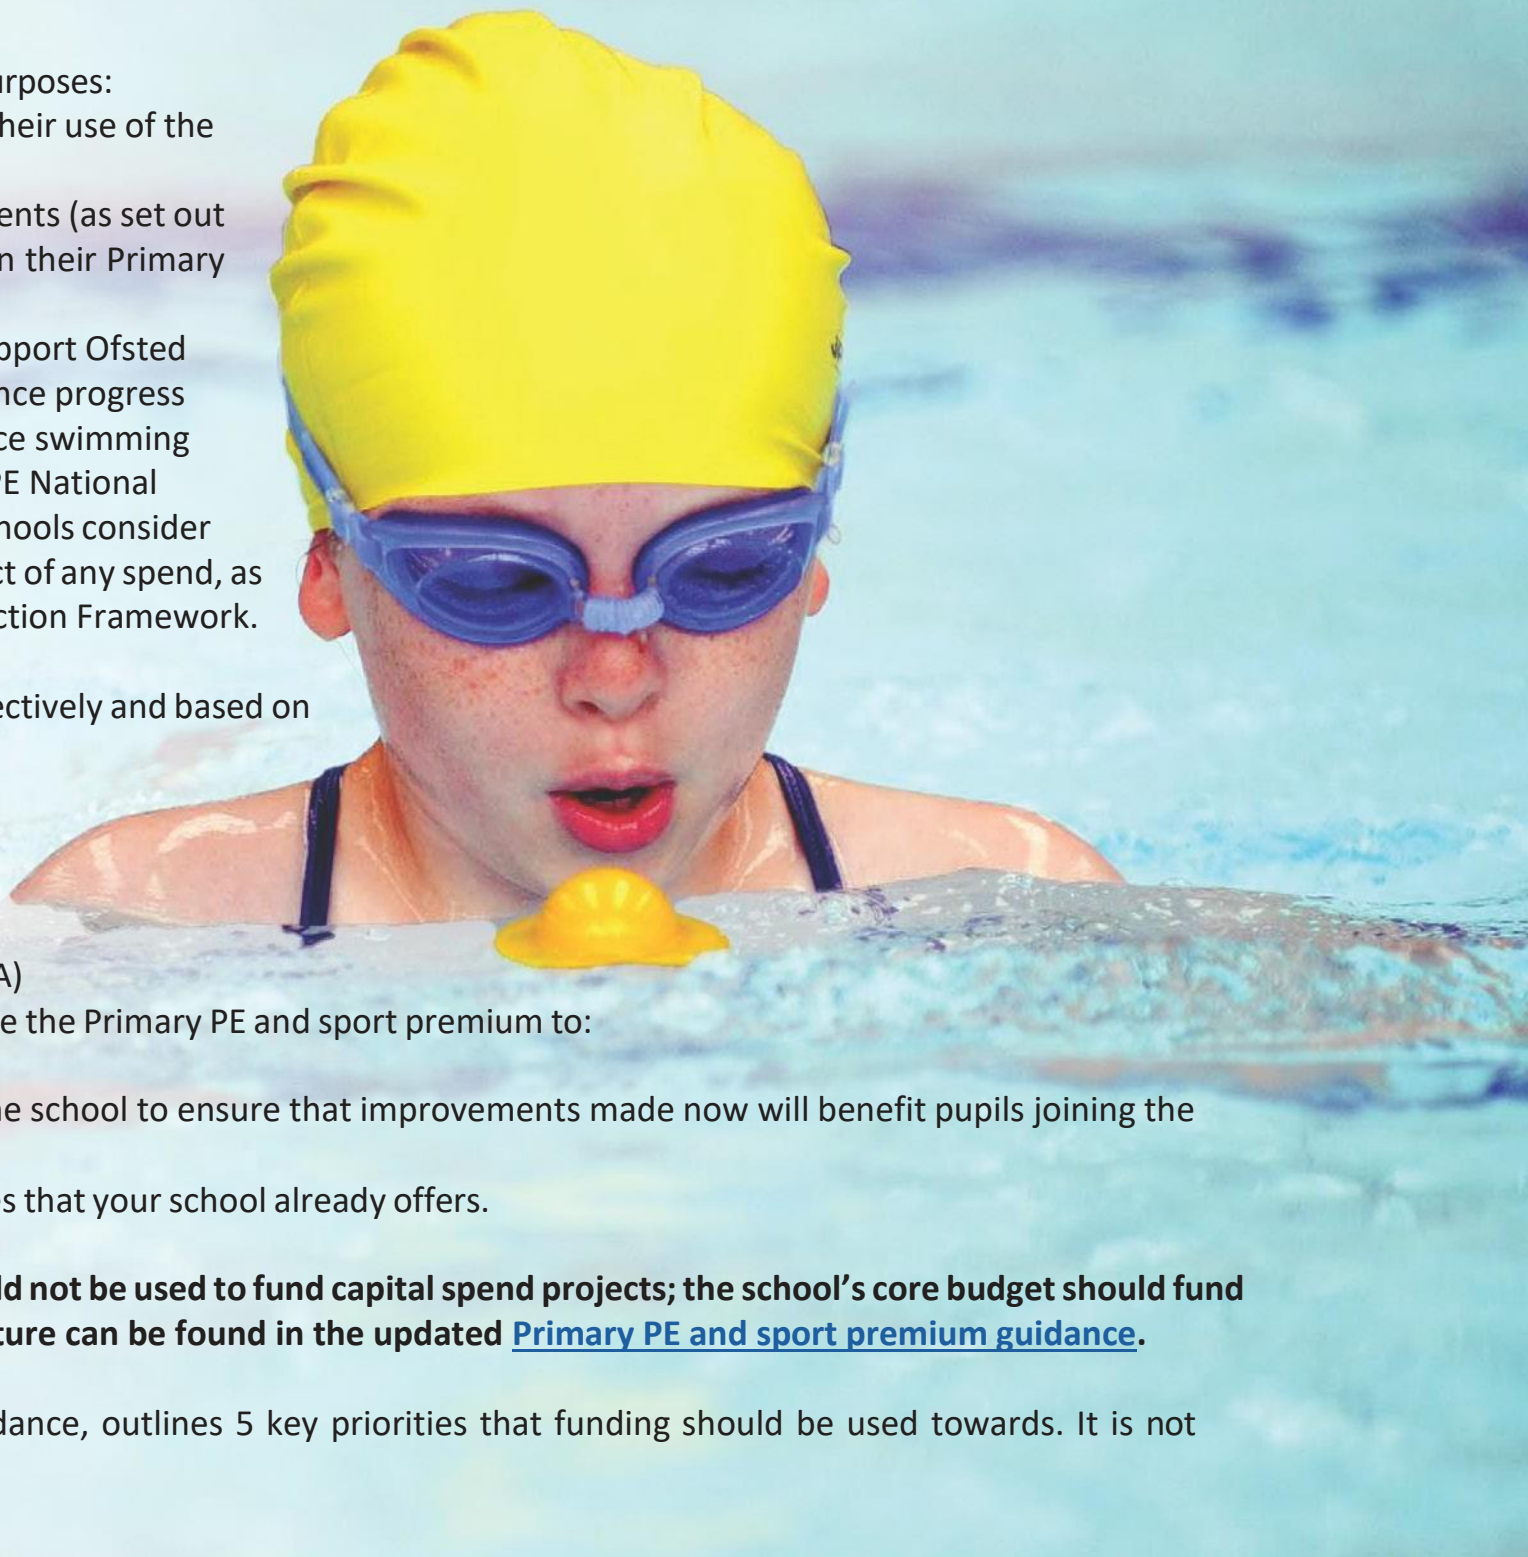 urposes:
heir use of the
ents (as set out
n their Primary
pport Ofsted
nce progress
ce swimming
PE National
hools consider
ct of any spend, as
ction Framework.
ectively and based on
A)
e the Primary PE and sport premium to:
he school to ensure that improvements made now will benefit pupils joining the
es that your school already offers.
ld not be used to fund capital spend projects; the school’s core budget should fund
ture can be found in the updated Primary PE and sport premium guidance.
dance, outlines 5 key priorities that funding should be used towards. It is not